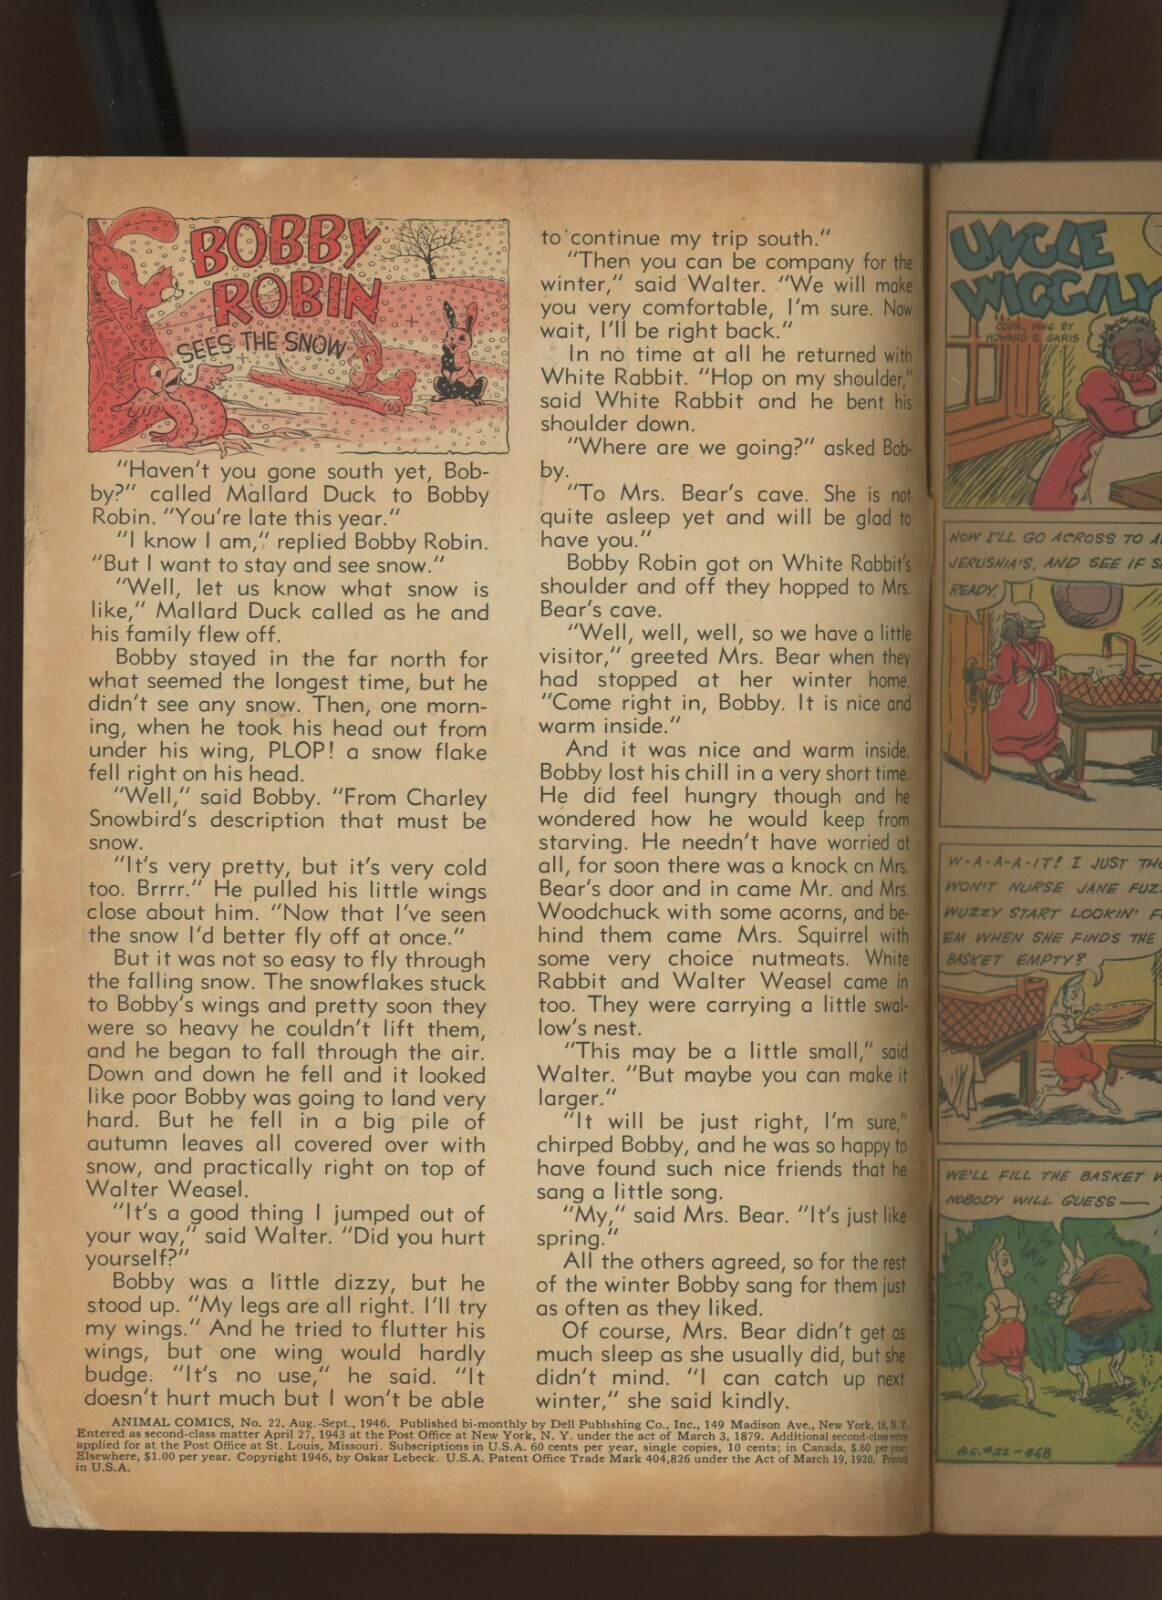 BOBBY
ROBIN
SEES THE SNOW
"Haven't you gone south yet, Bob-
by?" called Mallard Duck to Bobby
Robin. "You're late this year."
"I know I am," replied Bobby Robin.
"But I want to stay and see snow."
"Well, let us know what snow is
like," Mallard Duck called as he and
his family flew off.
Bobby stayed in the far north for
what seemed the longest time, but he
didn't see any snow. Then, one morn-
ing, when he took his head out from
under his wing, PLOP! a snow flake
fell right on his head.
"Well," said Bobby. "From Charley
Snowbird's description that must be
snow.
"It's very pretty, but it's very cold
too. Brrrr." He pulled his little wings
close about him. "Now that I've seen
the snow I'd better fly off at once."
But it was not so easy to fly through
the falling snow. The snowflakes stuck
to Bobby's wings and pretty soon they
were so heavy he couldn't lift them,
and he began to fall through the air.
Down and down he fell and it looked
like poor Bobby was going to land very
hard. But he fell in a big pile of
autumn leaves all covered over with
snow, and practically right on top of
Walter Weasel.
"It's a good thing I jumped out of
your way," said Walter. "Did you hurt
yourself?"
Bobby was a little dizzy, but he
stood up. "My legs are all right. I'll try
my wings." And he tried to flutter his
wings, but one wing would hardly
budge. "It's no use," he said. "It
doesn't hurt much but I won't be able
to continue my trip south."
"Then you can be company for the
winter," said Walter. "We will make
you very comfortable, I'm sure. Now
wait, I'll be right back."
In no time at all he returned with
White Rabbit. "Hop on my shoulder,"
said White Rabbit and he bent his
shoulder down.
"Where are we going?" asked Bob-
by.
"To Mrs. Bear's cave. She is not
quite asleep yet and will be glad to
have you."
Bobby Robin got on White Rabbit's
shoulder and off they hopped to Mrs.
Bear's cave.
"Well, well, well, so we have a little
visitor," greeted Mrs. Bear when they
had stopped at her winter home.
"Come right in, Bobby. It is nice and
warm inside."
And it was nice and warm inside.
Bobby lost his chill in a very short time.
He did feel hungry though and he
wondered how he would keep from
starving. He needn't have worried at
all, for soon there was a knock on Mrs.
Bear's door and in came Mr. and Mrs.
Woodchuck with some acorns, and be-
hind them came Mrs. Squirrel with
some very choice nutmeats. White
Rabbit and Walter Weasel came in
too. They were carrying a little swal-
low's nest.
"This may be a little small," said
Walter. "But maybe you can make it
larger."
"It will be just right, I'm sure,"
chirped Bobby, and he was so happy to
have found such nice friends that he
sang a little song.
"My," said Mrs. Bear. "It's just like
spring."
All the others agreed, so for the rest
of the winter Bobby sang for them just
as often as they liked.
Of course, Mrs. Bear didn't get as
much sleep as she usually did, but she
didn't mind. "I can catch up next
winter," she said kindly.
ANIMAL COMICS, No. 22, Aug.-Sept., 1946. Published bi-monthly by Dell Publishing Co., Inc., 149 Madison Ave., New York, 16, N. Y.
Entered as second-class matter April 27, 1943 at the Post Office at New York, N. Y. under the act of March 3, 1879. Additional second-class entry
applied for at the Post Office at St. Louis, Missouri. Subscriptions in U.S.A. 60 cents per year, single copies, 10 cents; in Canada, $.60 per year;
Elsewhere, $1.00 per year. Copyright 1946, by Oskar Lebeck. U.S.A. Patent Office Trade Mark 404,826 under the Act of March 19, 1920. Printed
in U.S.A.
UNCLE
WIGGILY
COPR. 1946 BY
HOWARD R. GARIS
NOW I'LL GO ACROSS TO
JERUSHIA'S, AND SEE IF
READY.
W-A-A-A-IT! I JUST
WON'T NURSE JANE
WUZZY START LOOKIN'
'EM WHEN SHE FINDS THE
BASKET EMPTY?
WE'LL FILL THE BASKET
NOBODY WILL GUESS—
A.C. #22-468